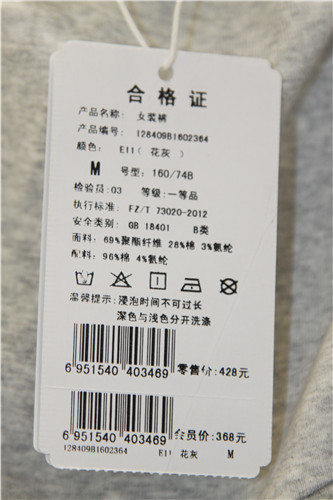 合格证
产品名称: 女装裤
产品编号: 128409B1602364
颜色: E11(花灰)
M 号型: 160/74B
检验员:03 等级:一等品
执行标准: FZ/T 73020-2012
安全类别: GB 18401 B类
面料: 69%聚酯纤维 28%棉 3%氨纶
配料: 96%棉 4%氨纶
温馨提示: 浸泡时间不可过长
深色与浅色分开洗涤
6 951540 403469 零售价: 428元
6 951540 403469 会员价: 368元
128409B1602364 E11 花灰 M